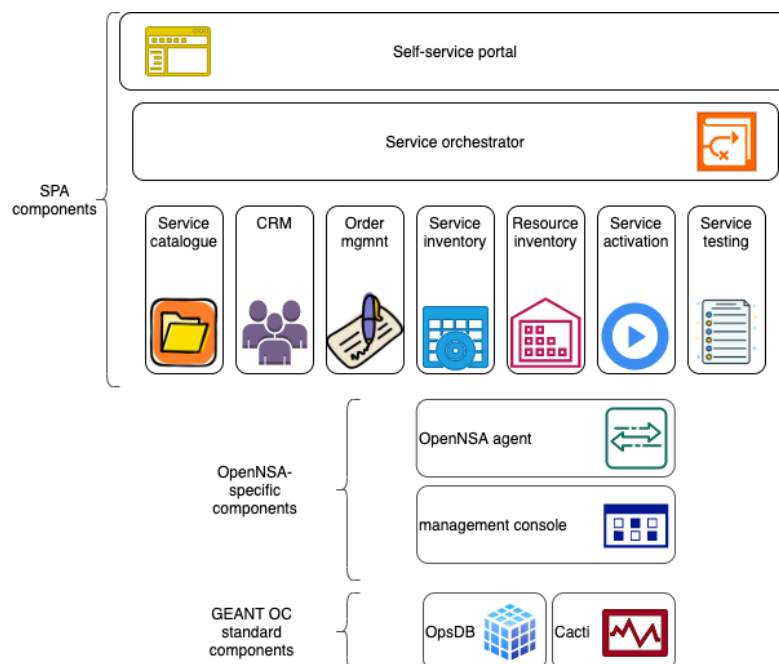 Self-service portal
Service orchestrator
SPA
components
Service
catalogue
CRM
Order
mgmnt
Service
inventory
Resource
inventory
Service
activation
Service
testing
OpenNSA agent
OpenNSA-
specific
components
management console
GEANT OC
standard
components
OpsDB
Cacti